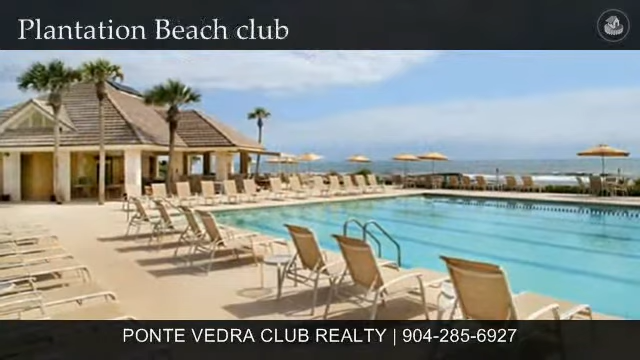 Plantation Beach club
PONTE VEDRA CLUB REALTY | 904-285-6927